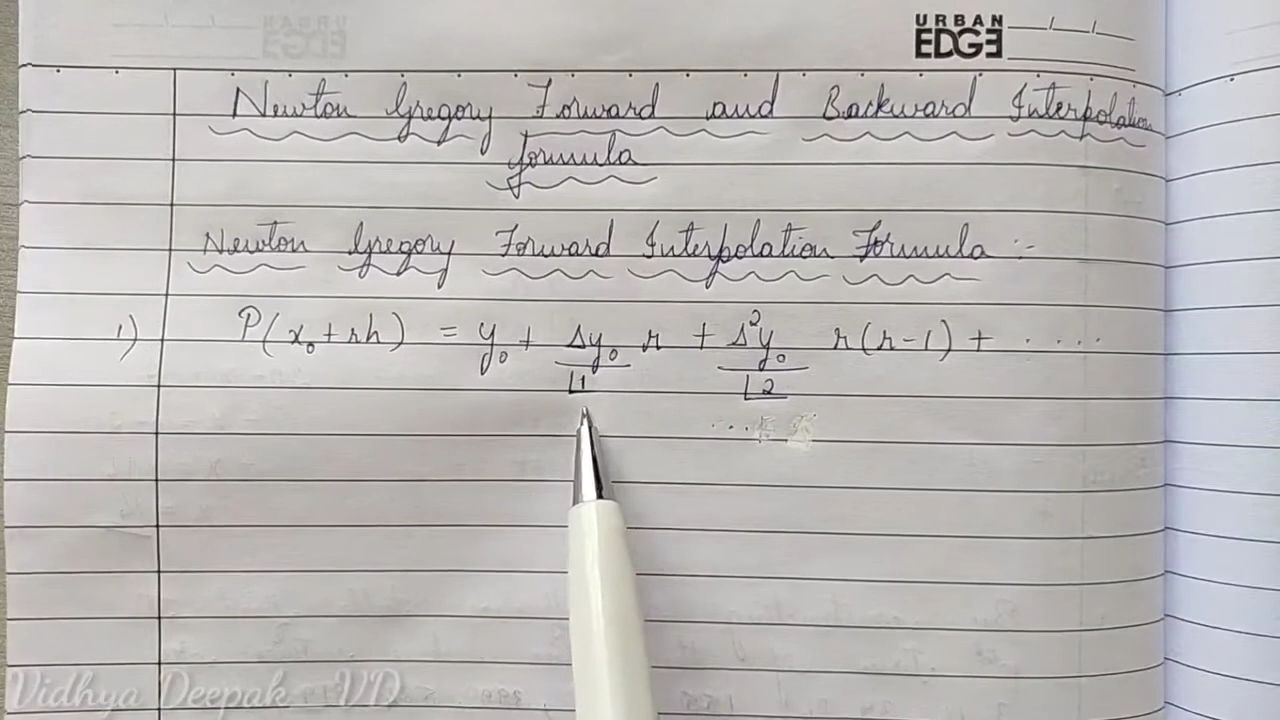 URBAN
EDGE
Newton Gregory Forward and Backward Interpolation
formula
Newton Gregory Forward Interpolation Formula :-
1) P(x₀+rh) = y₀ + Δy₀/⌊1 r + Δ²y₀/⌊2 r(r-1) + ....
...
Vidhya Deepak - VD